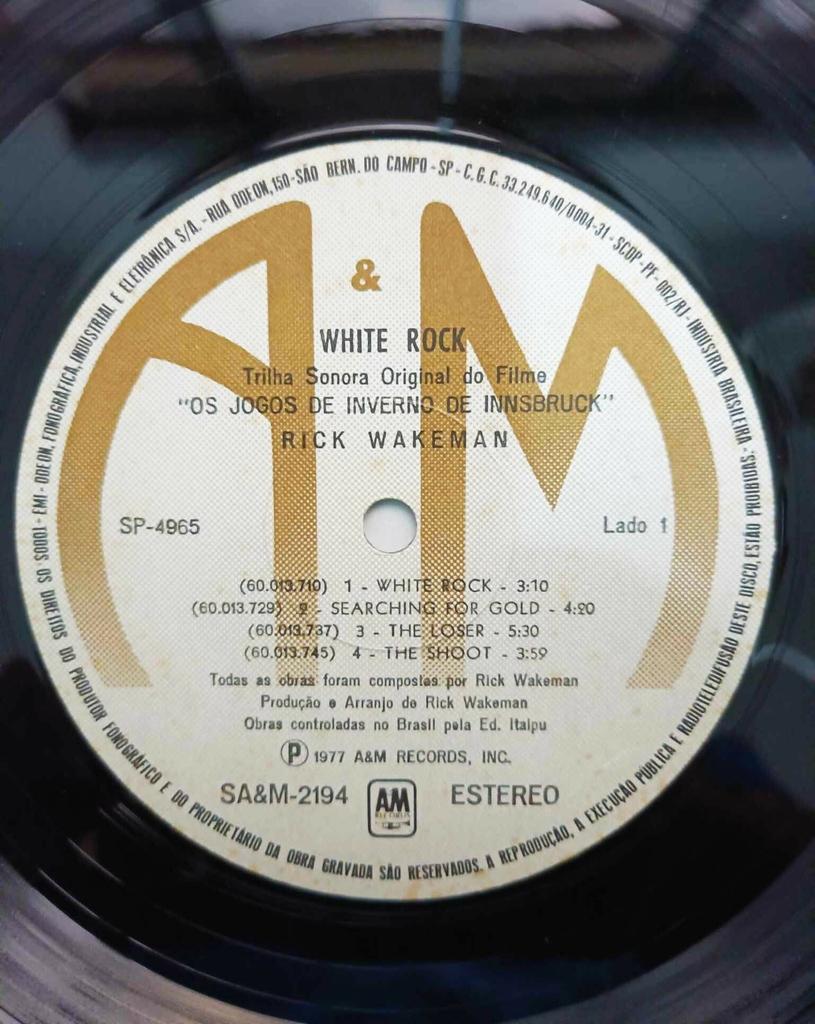 EMI - ODEON, FONOGRÁFICA, INDUSTRIAL E ELETRÔNICA S/A. - RUA ODEON, 150 - SÃO BERN. DO CAMPO - SP - C.G.C. 33.249.640/0004-31 - SCDP-PF-002/RJ - INDÚSTRIA BRASILEIRA
A & M
WHITE ROCK
Trilha Sonora Original do Filme
"OS JOGOS DE INVERNO DE INNSBRUCK"
RICK WAKEMAN
SP-4965
Lado 1
(60.013.710) 1 - WHITE ROCK - 3:10
(60.013.729) 2 - SEARCHING FOR GOLD - 4:20
(60.013.737) 3 - THE LOSER - 5:30
(60.013.745) 4 - THE SHOOT - 3:59
Todas as obras foram compostas por Rick Wakeman
Produção e Arranjo de Rick Wakeman
Obras controladas no Brasil pela Ed. Itaipu
Ⓟ 1977 A&M RECORDS, INC.
SA&M-2194
AM
RECORDS
ESTEREO
TODOS OS DIREITOS DO PRODUTOR FONOGRÁFICO E DO PROPRIETÁRIO DA OBRA GRAVADA SÃO RESERVADOS. A REPRODUÇÃO, A EXECUÇÃO PÚBLICA E RADIOTELEDIFUSÃO DESTE DISCO, ESTÃO PROIBIDAS.